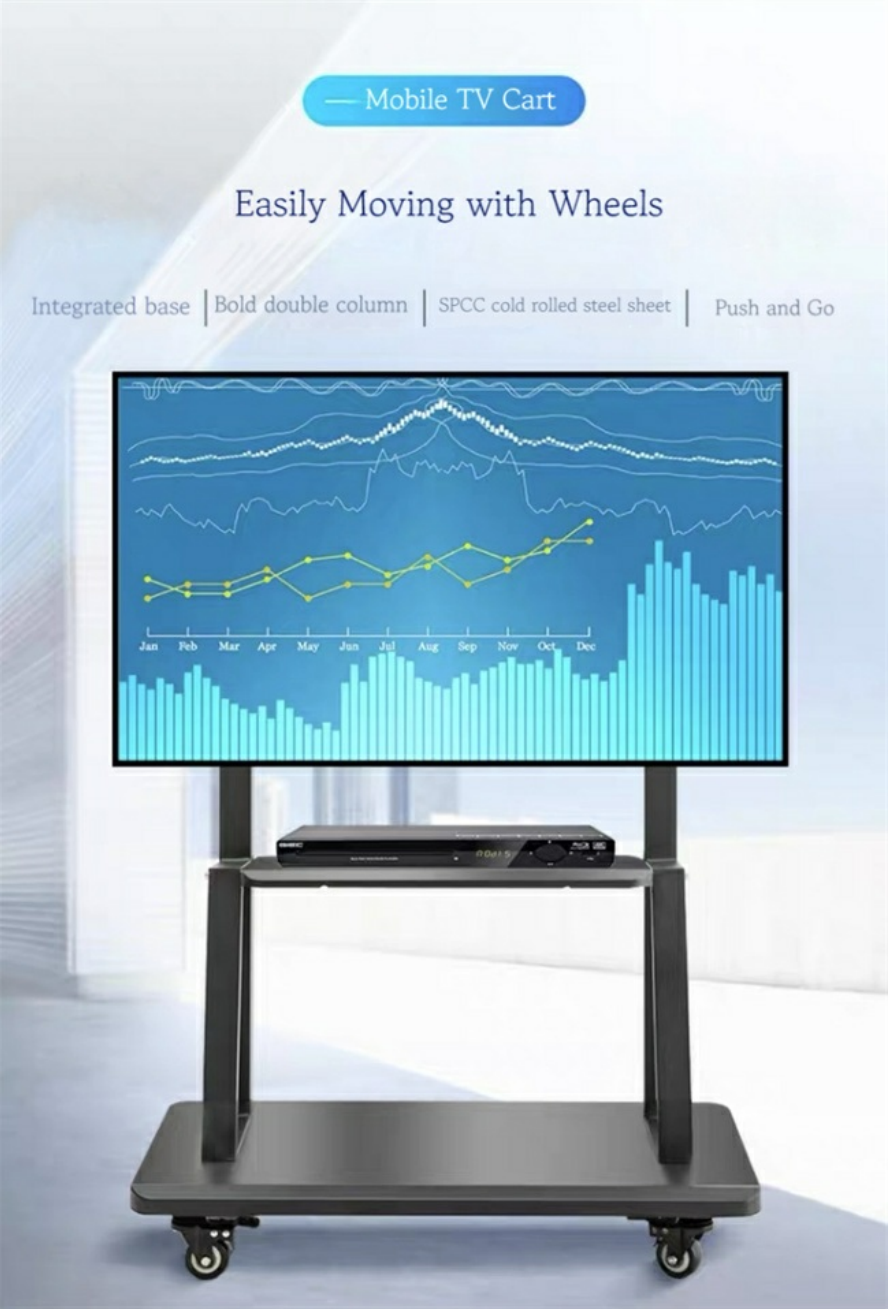 Mobile TV Cart
Easily Moving with Wheels
Integrated base | Bold double column | SPCC cold rolled steel sheet | Push and Go
Jan Feb Mar Apr May Jun Jul Aug Sep Nov Oct Dec